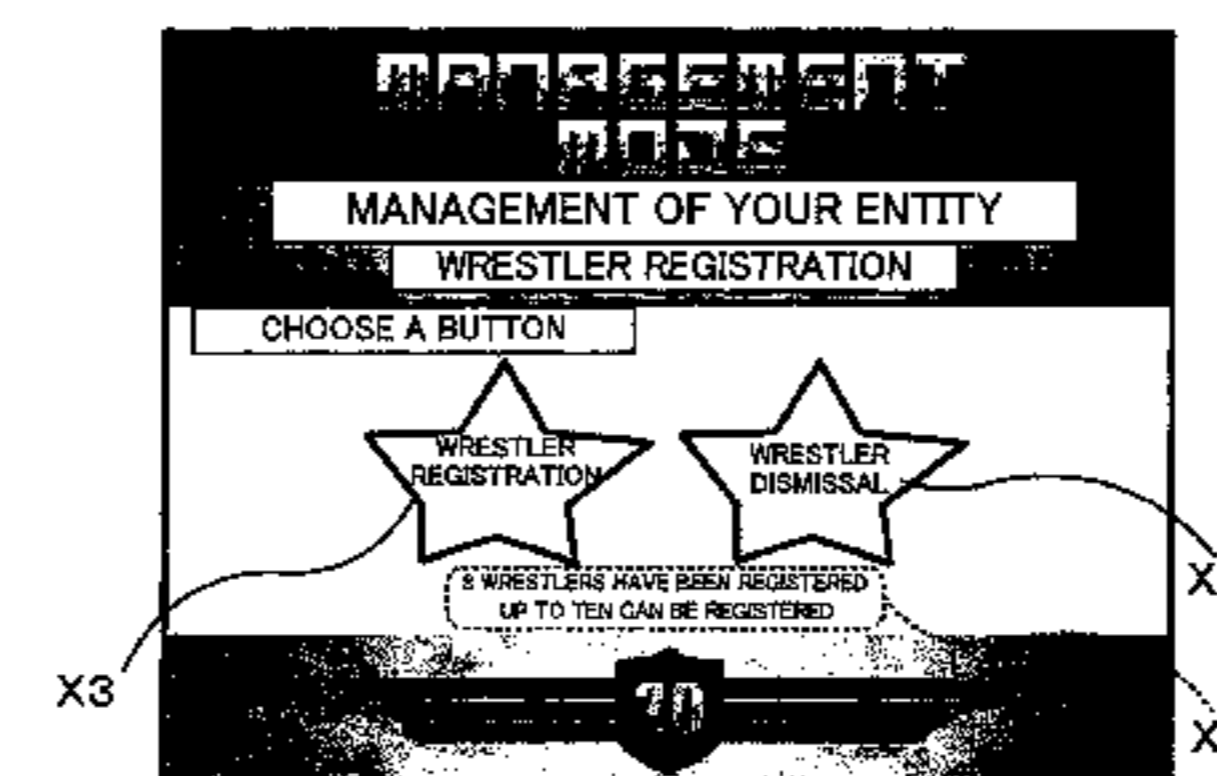 MANAGEMENT
MODE
MANAGEMENT OF YOUR ENTITY
WRESTLER REGISTRATION
CHOOSE A BUTTON
WRESTLER
REGISTRATION
WRESTLER
DISMISSAL
8 WRESTLERS HAVE BEEN REGISTERED
UP TO TEN CAN BE REGISTERED
X3
X
X